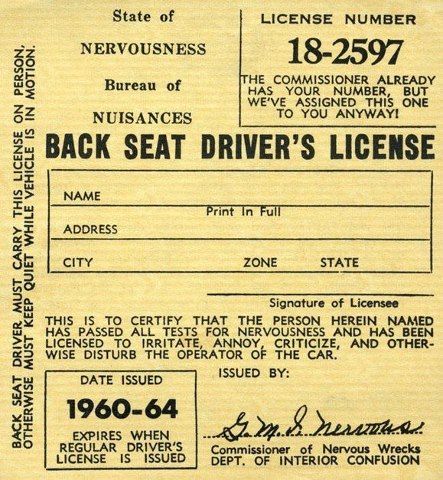 State of
NERVOUSNESS
Bureau of
NUISANCES
LICENSE NUMBER
18-2597
THE COMMISSIONER ALREADY
HAS YOUR NUMBER, BUT
WE'VE ASSIGNED THIS ONE
TO YOU ANYWAY!
BACK SEAT DRIVER'S LICENSE
NAME
Print In Full
ADDRESS
CITY ZONE STATE
Signature of Licensee
THIS IS TO CERTIFY THAT THE PERSON HEREIN NAMED
HAS PASSED ALL TESTS FOR NERVOUSNESS AND HAS BEEN
LICENSED TO IRRITATE, ANNOY, CRITICIZE, AND OTHER-
WISE DISTURB THE OPERATOR OF THE CAR.
DATE ISSUED
1960-64
EXPIRES WHEN
REGULAR DRIVER'S
LICENSE IS ISSUED
ISSUED BY:
G. M. I. Nervous
Commissioner of Nervous Wrecks
DEPT. OF INTERIOR CONFUSION
BACK SEAT DRIVER MUST CARRY THIS LICENSE ON PERSON,
OTHERWISE MUST KEEP QUIET WHILE VEHICLE IS IN MOTION.